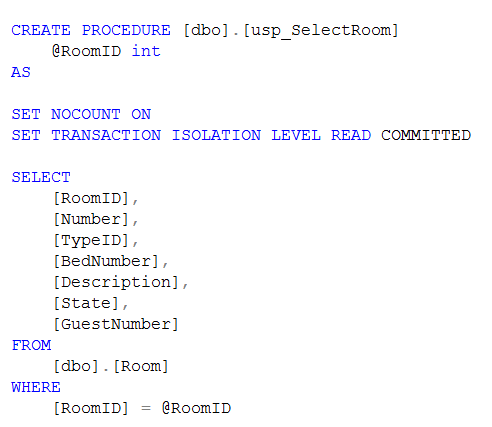 CREATE PROCEDURE [dbo].[usp_SelectRoom]
    @RoomID int
AS

SET NOCOUNT ON
SET TRANSACTION ISOLATION LEVEL READ COMMITTED

SELECT
    [RoomID],
    [Number],
    [TypeID],
    [BedNumber],
    [Description],
    [State],
    [GuestNumber]
FROM
    [dbo].[Room]
WHERE
    [RoomID] = @RoomID